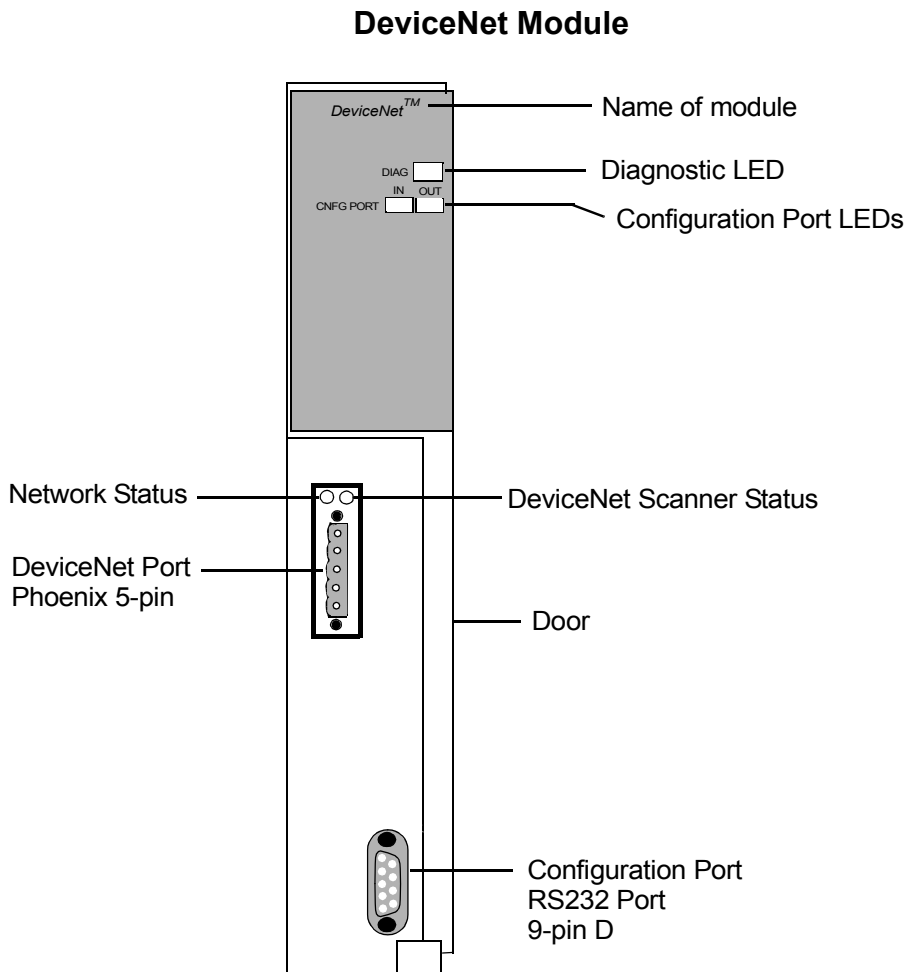 DeviceNet Module
DeviceNet™
Name of module
DIAG
Diagnostic LED
IN OUT
CNFG PORT
Configuration Port LEDs
Network Status
DeviceNet Scanner Status
DeviceNet Port
Phoenix 5-pin
Door
Configuration Port
RS232 Port
9-pin D